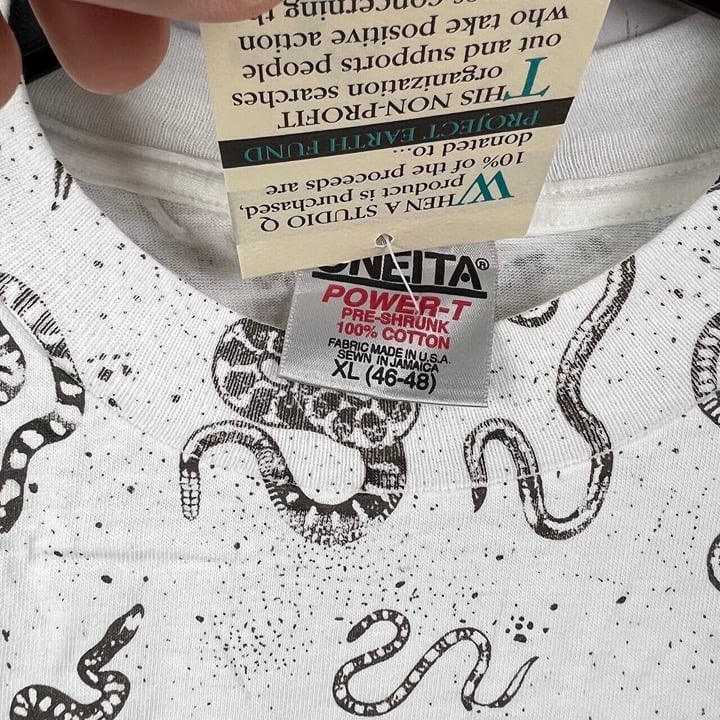 WHEN A STUDIO Q
product is purchased,
10% of the proceeds are
donated to...
PROJECT EARTH FUND
THIS NON-PROFIT
organization searches
out and supports people
who take positive action
concerning
ONEITA®
POWER-T
PRE-SHRUNK
100% COTTON
FABRIC MADE IN U.S.A.
SEWN IN JAMAICA
XL (46-48)